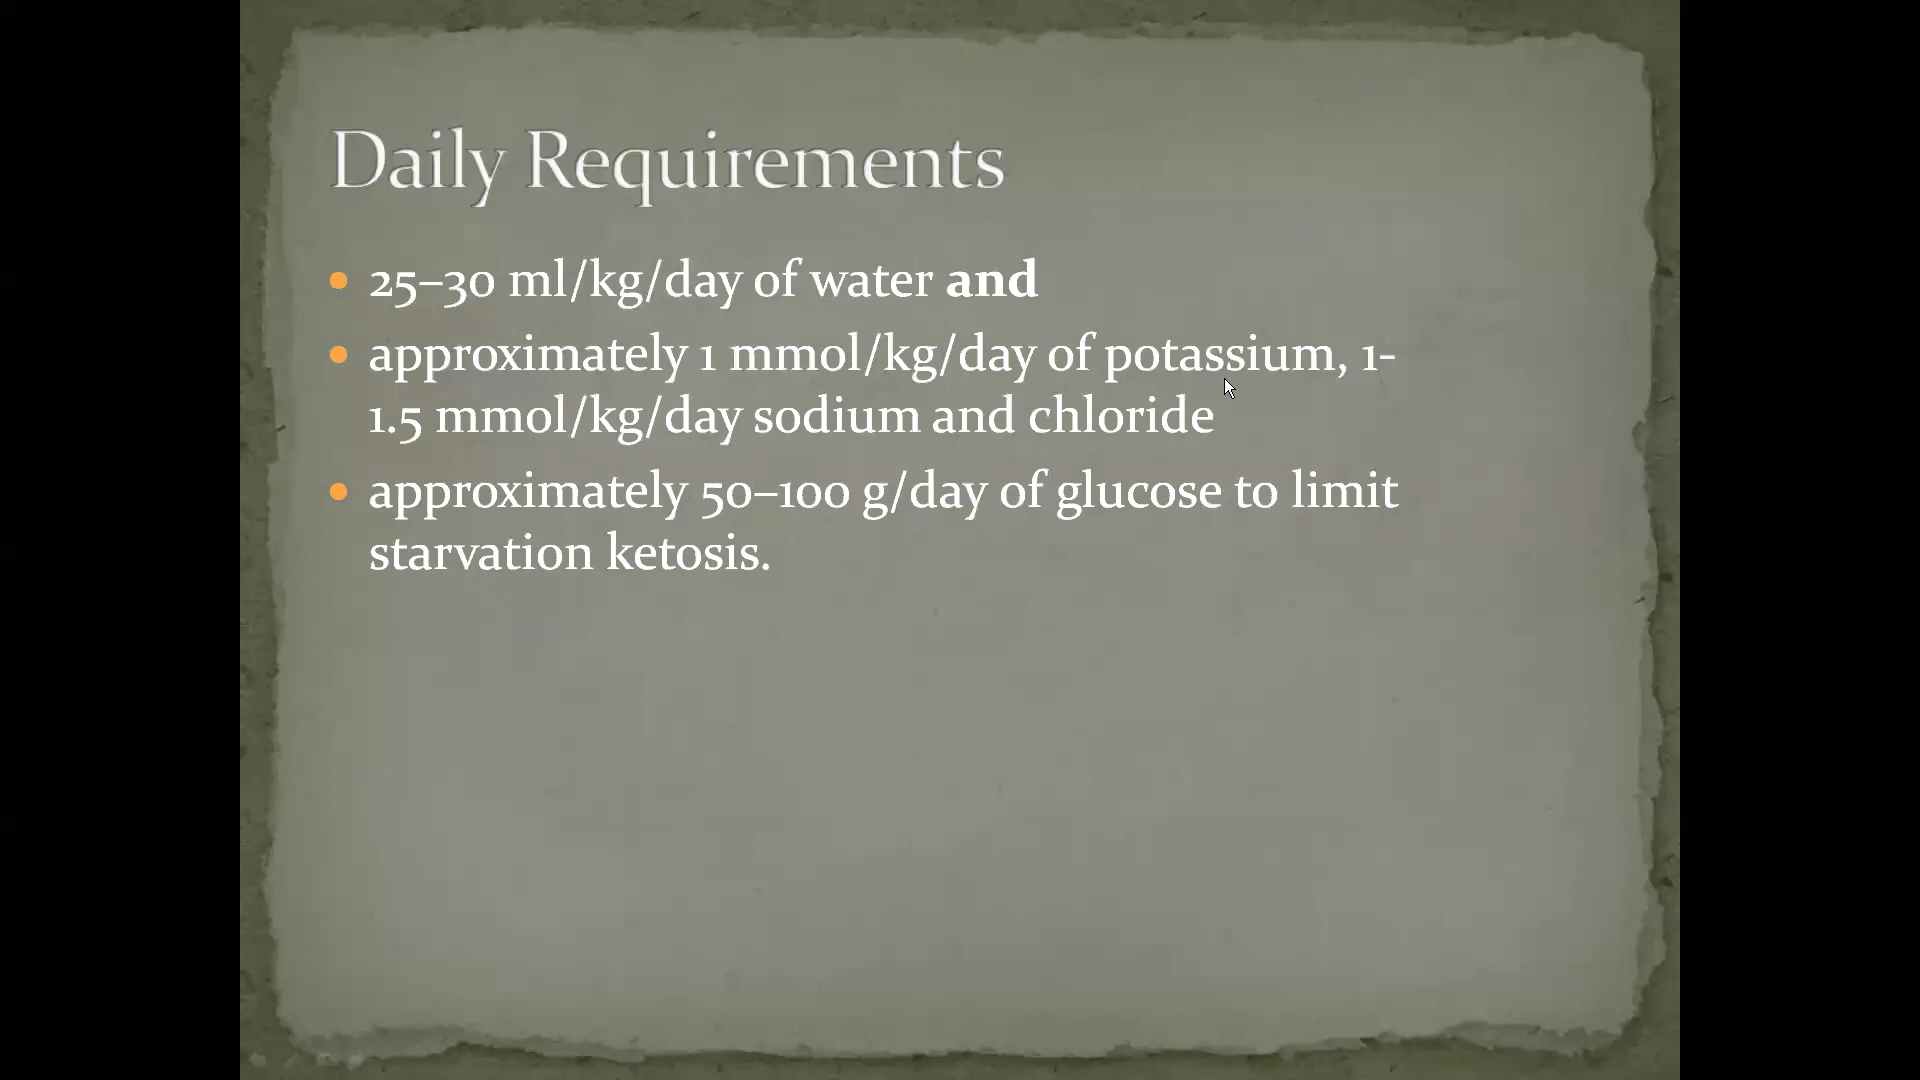 Daily Requirements
25–30 ml/kg/day of water and
approximately 1 mmol/kg/day of potassium, 1-
1.5 mmol/kg/day sodium and chloride
approximately 50–100 g/day of glucose to limit
starvation ketosis.